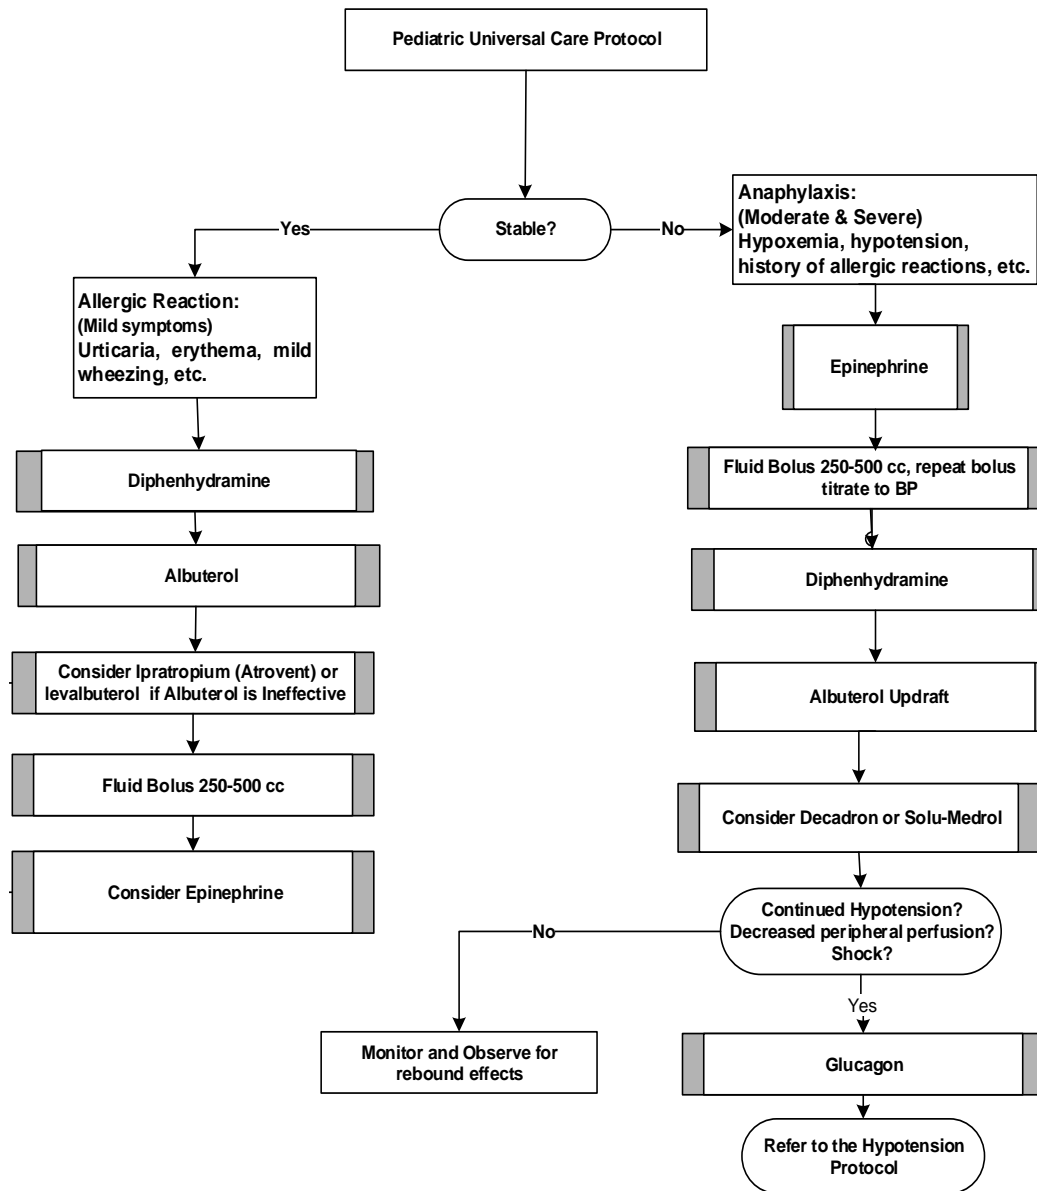 Pediatric Universal Care Protocol
Stable?
Yes
No
Allergic Reaction:
(Mild symptoms)
Urticaria, erythema, mild
wheezing, etc.
Diphenhydramine
Albuterol
Consider Ipratropium (Atrovent) or
levalbuterol if Albuterol is Ineffective
Fluid Bolus 250-500 cc
Consider Epinephrine
Anaphylaxis:
(Moderate & Severe)
Hypoxemia, hypotension,
history of allergic reactions, etc.
Epinephrine
Fluid Bolus 250-500 cc, repeat bolus
titrate to BP
Diphenhydramine
Albuterol Updraft
Consider Decadron or Solu-Medrol
Continued Hypotension?
Decreased peripheral perfusion?
Shock?
No
Monitor and Observe for
rebound effects
Yes
Glucagon
Refer to the Hypotension
Protocol